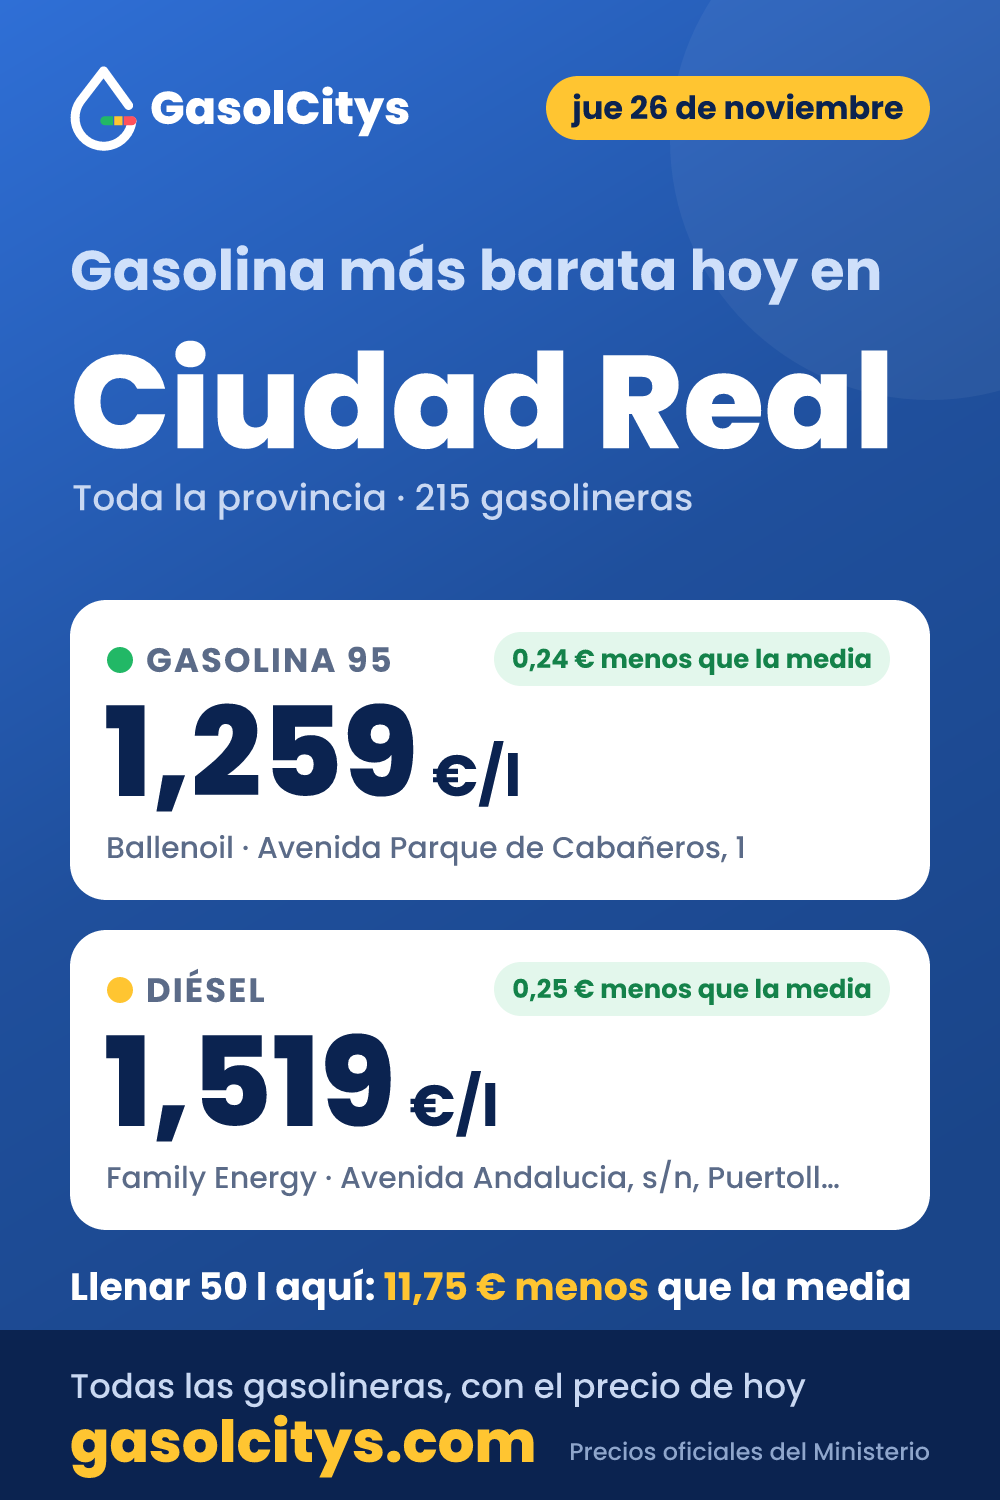 GasolCitys
jue 26 de noviembre
Gasolina más barata hoy en
Ciudad Real
Toda la provincia · 215 gasolineras
GASOLINA 95
0,24 € menos que la media
1,259 €/l
Ballenoil · Avenida Parque de Cabañeros, 1
DIÉSEL
0,25 € menos que la media
1,519 €/l
Family Energy · Avenida Andalucia, s/n, Puertoll...
Llenar 50 l aquí: 11,75 € menos que la media
Todas las gasolineras, con el precio de hoy
gasolcitys.com
Precios oficiales del Ministerio